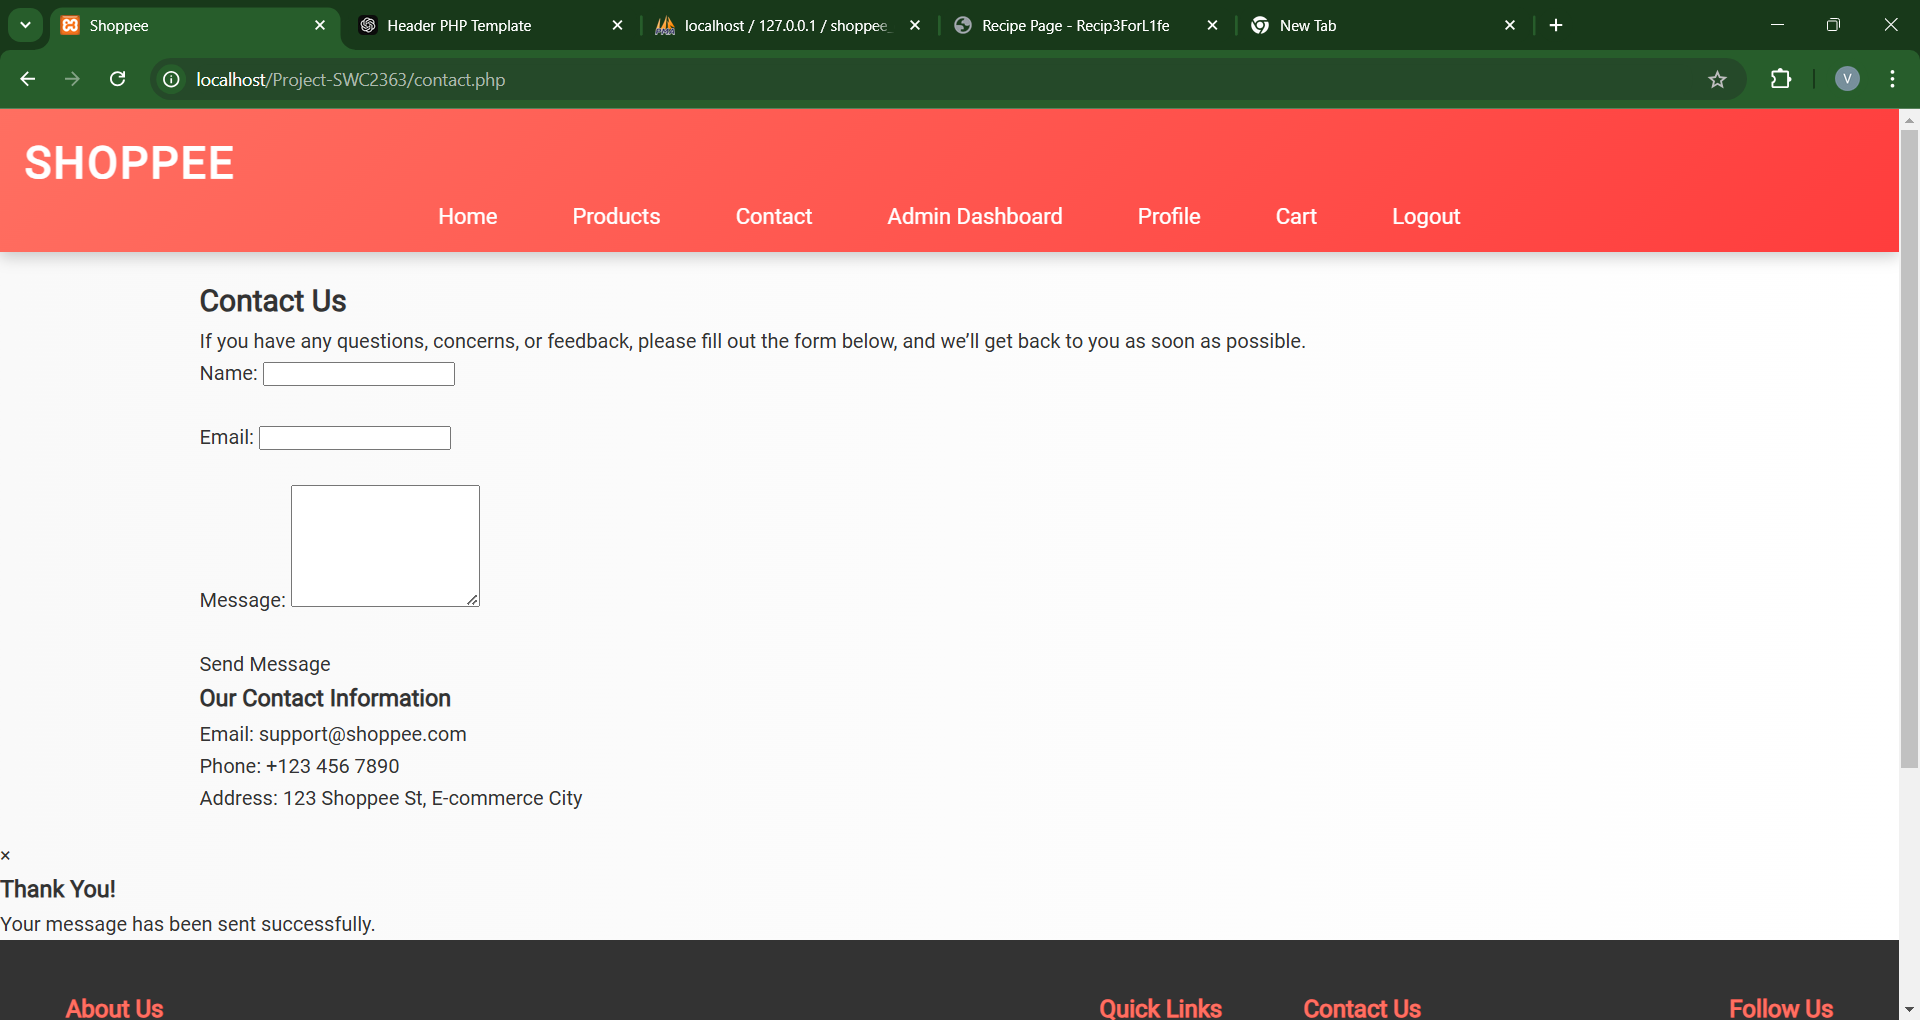 Shoppee
Header PHP Template
localhost / 127.0.0.1 / shoppee_
Recipe Page - Recip3ForL1fe
New Tab
localhost/Project-SWC2363/contact.php
V
SHOPPEE
Home Products Contact Admin Dashboard Profile Cart Logout
Contact Us
If you have any questions, concerns, or feedback, please fill out the form below, and we’ll get back to you as soon as possible.
Name:
Email:
Message:
Send Message
Our Contact Information
Email: support@shoppee.com
Phone: +123 456 7890
Address: 123 Shoppee St, E-commerce City
×
Thank You!
Your message has been sent successfully.
About Us Quick Links Contact Us Follow Us